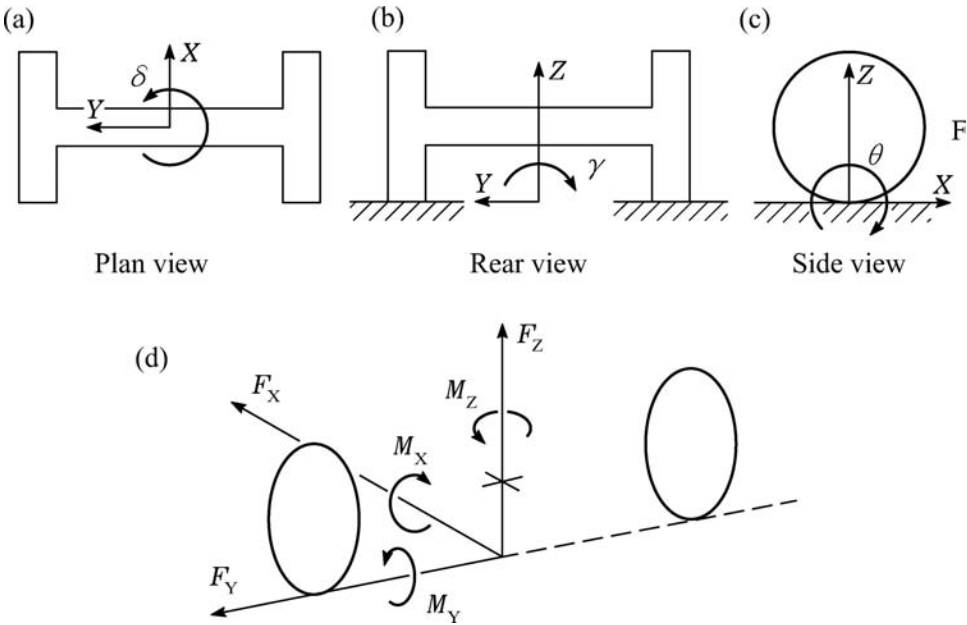 (a)
X
δ
Y
Plan view
(b)
Z
Y
γ
Rear view
(c)
Z
F
θ
X
Side view
(d)
F_Z
F_X
M_Z
M_X
F_Y
M_Y